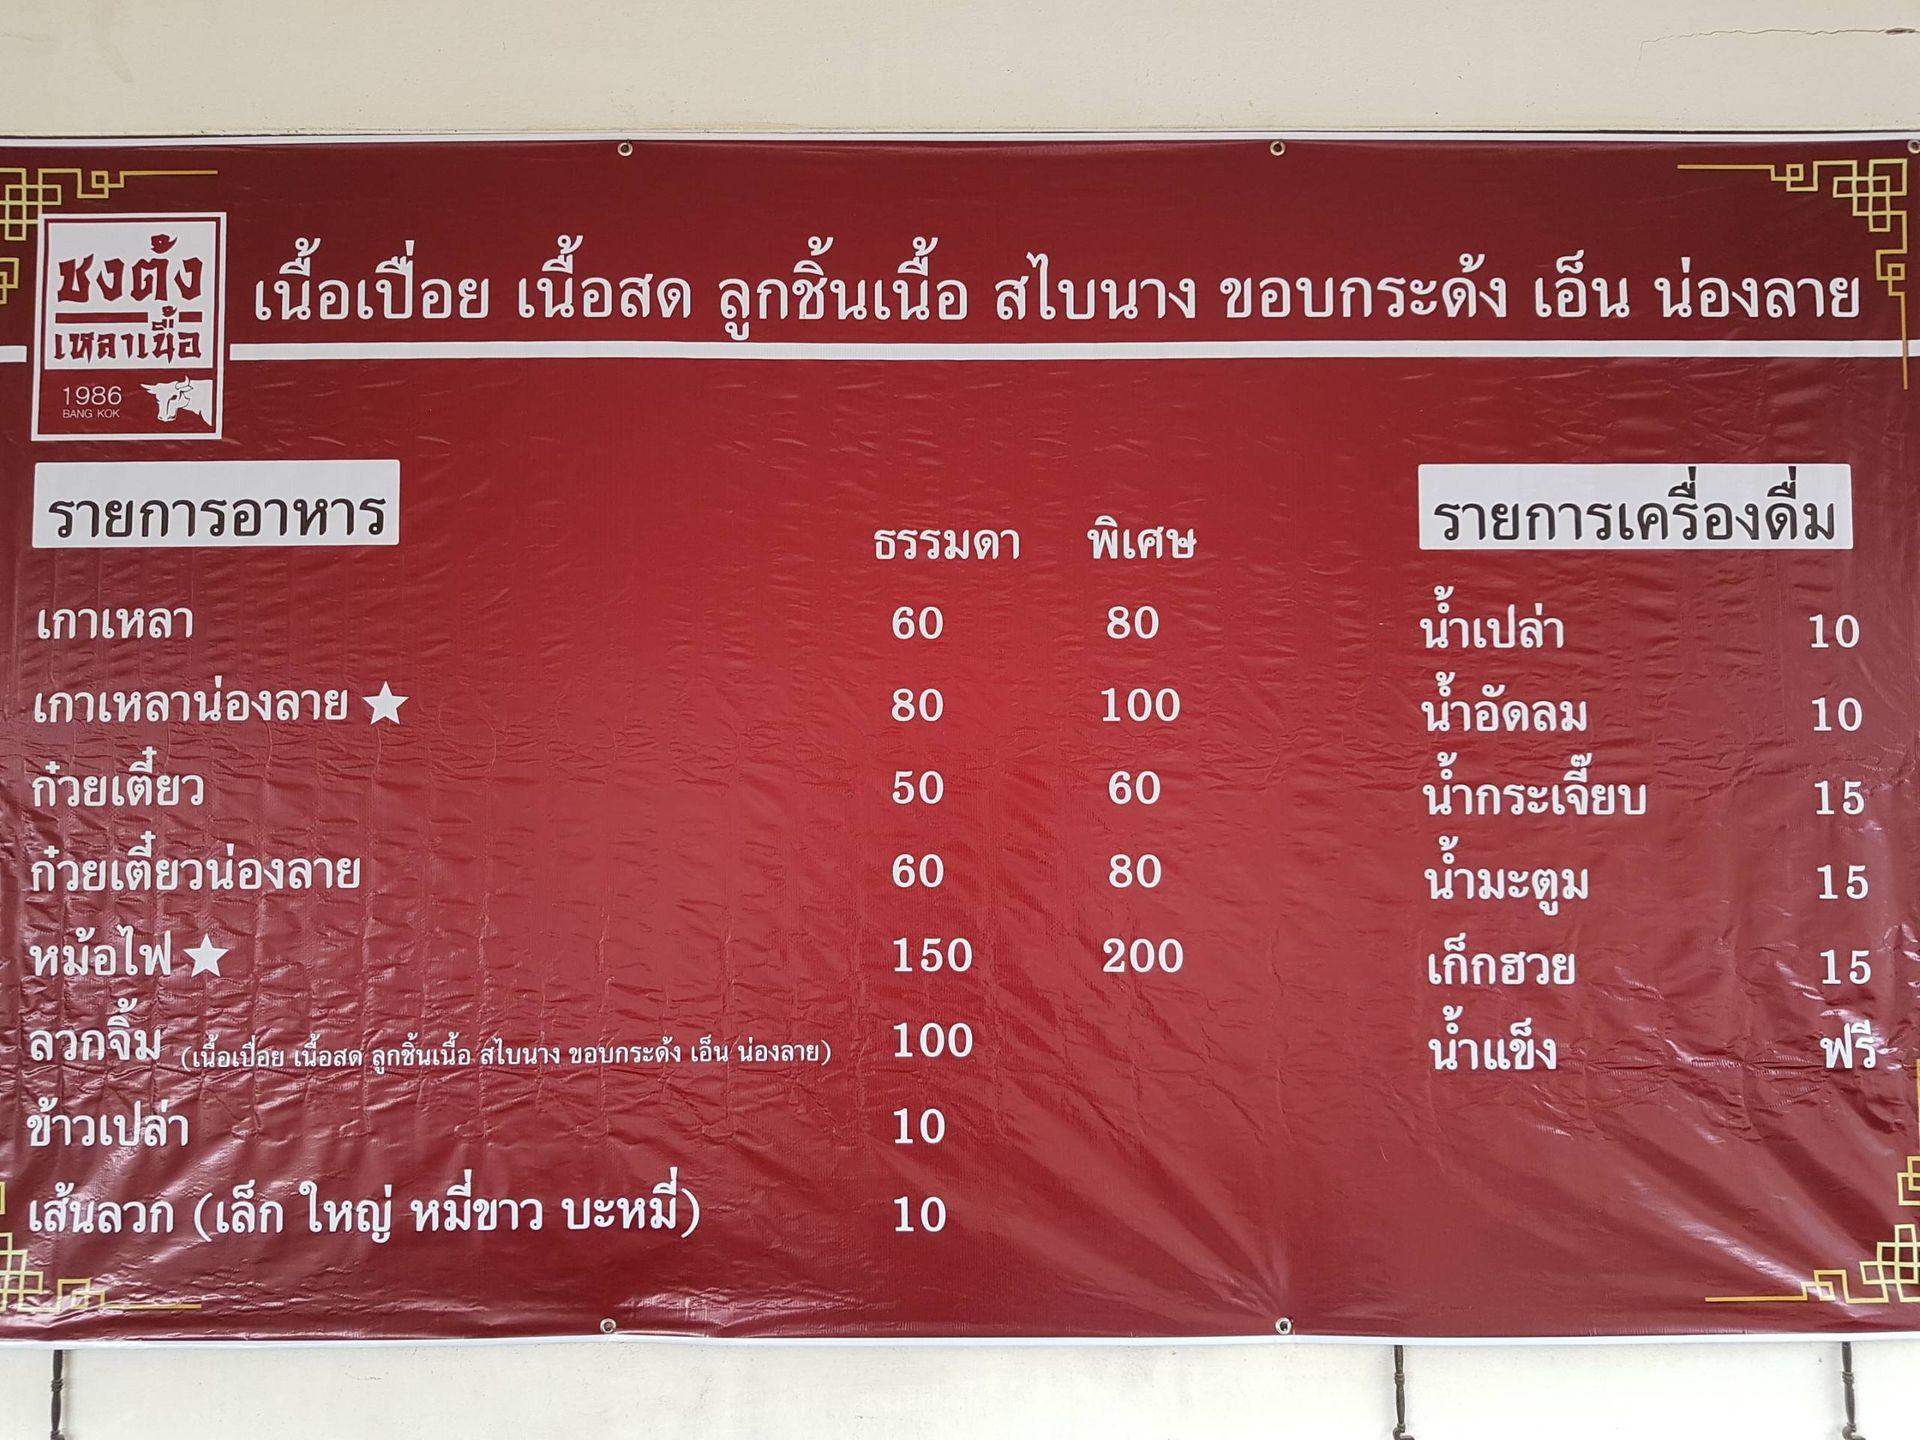 ชงตั๋ง
เหลาเนื้อ
1986
BANG KOK
เนื้อเปื่อย เนื้อสด ลูกชิ้นเนื้อ สไบนาง ขอบกระด้ง เอ็น น่องลาย
รายการอาหาร
ธรรมดา พิเศษ
เกาเหลา 60 80
เกาเหลาน่องลาย ★ 80 100
ก๋วยเตี๋ยว 50 60
ก๋วยเตี๋ยวน่องลาย 60 80
หม้อไฟ ★ 150 200
ลวกจิ้ม (เนื้อเปื่อย เนื้อสด ลูกชิ้นเนื้อ สไบนาง ขอบกระด้ง เอ็น น่องลาย) 100
ข้าวเปล่า 10
เส้นลวก (เล็ก ใหญ่ หมี่ขาว บะหมี่) 10
รายการเครื่องดื่ม
น้ำเปล่า 10
น้ำอัดลม 10
น้ำกระเจี๊ยบ 15
น้ำมะตูม 15
เก็กฮวย 15
น้ำแข็ง ฟรี